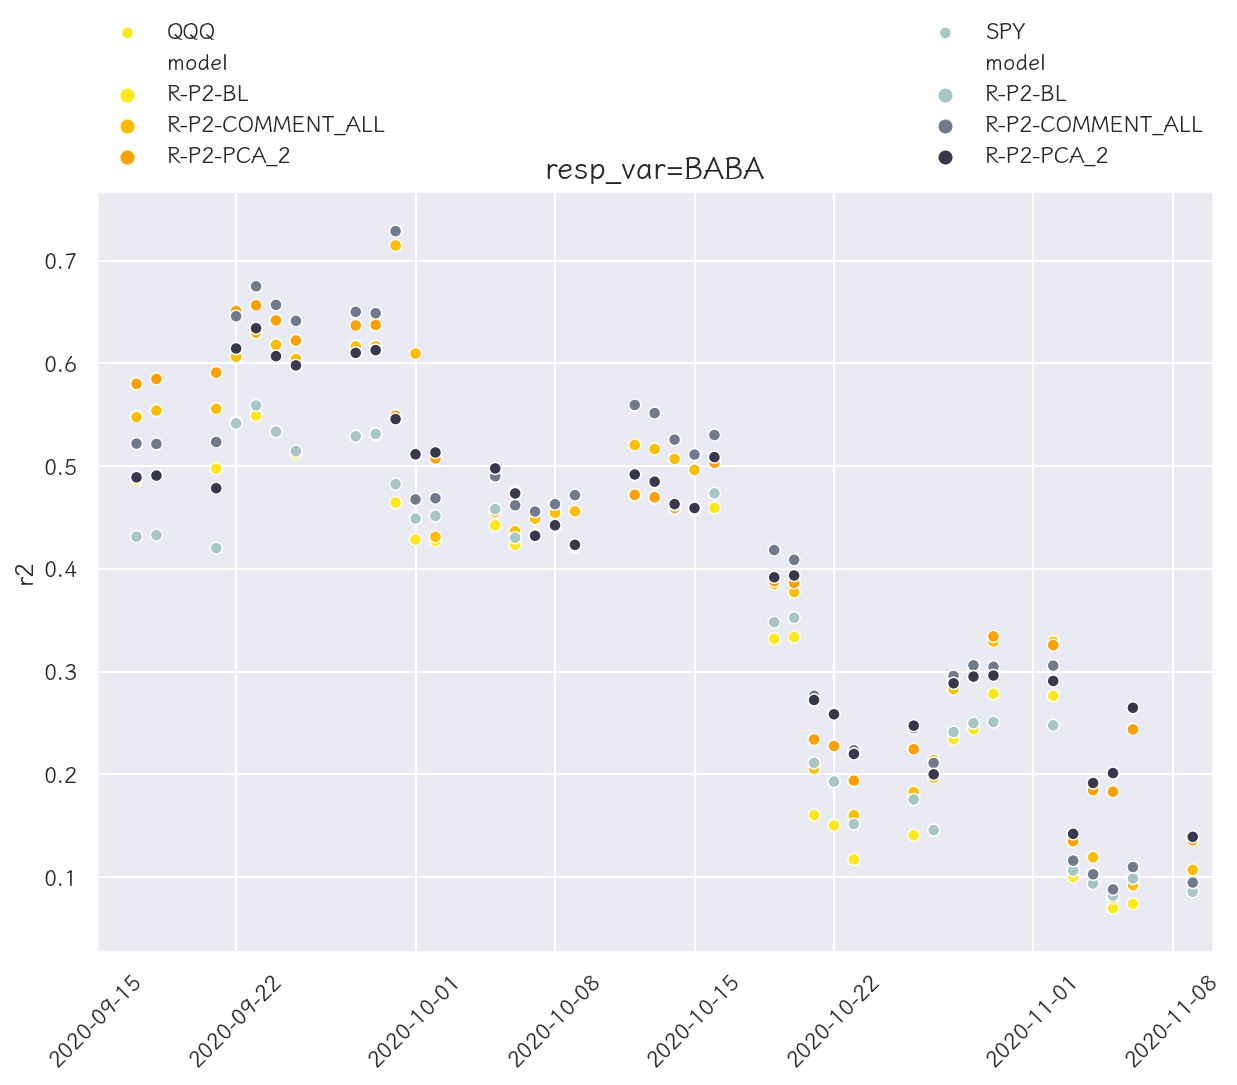 QQQ
model
R-P2-BL
R-P2-COMMENT_ALL
R-P2-PCA_2
SPY
model
R-P2-BL
R-P2-COMMENT_ALL
R-P2-PCA_2
resp_var=BABA
0.7
0.6
0.5
0.4
0.3
0.2
0.1
r2
2020-09-15
2020-09-22
2020-10-01
2020-10-08
2020-10-15
2020-10-22
2020-11-01
2020-11-08